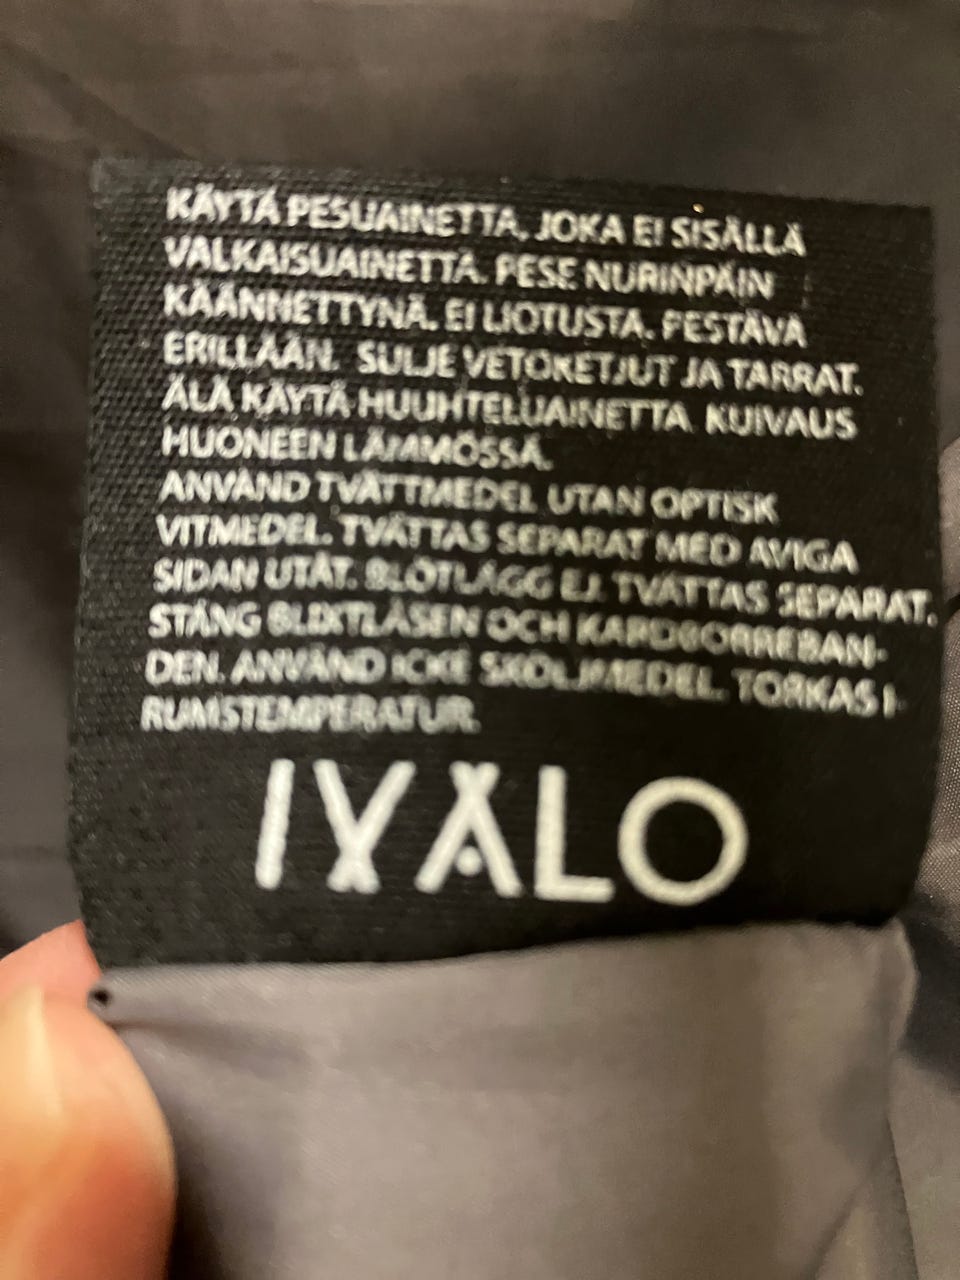 KÄYTÄ PESUAINETTA, JOKA EI SISÄLLÄ
VALKAISUAINETTA. PESE NURINPÄIN
KÄÄNNETTYNÄ. EI LIOTUSTA. PESTÄVÄ
ERILLÄÄN. SULJE VETOKETJUT JA TARRAT.
ÄLÄ KÄYTÄ HUUHTELUAINETTA. KUIVAUS
HUONEEN LÄMMÖSSÄ.
ANVÄND TVÄTTMEDEL UTAN OPTISK
VITMEDEL. TVÄTTAS SEPARAT MED AVIGA
SIDAN UTÅT. BLÖTLÄGG EJ. TVÄTTAS SEPARAT.
STÄNG BLIXTLÅSEN OCH KARDBORREBAN-
DEN. ANVÄND ICKE SKÖLJMEDEL. TORKAS I
RUMSTEMPERATUR.
IVALO